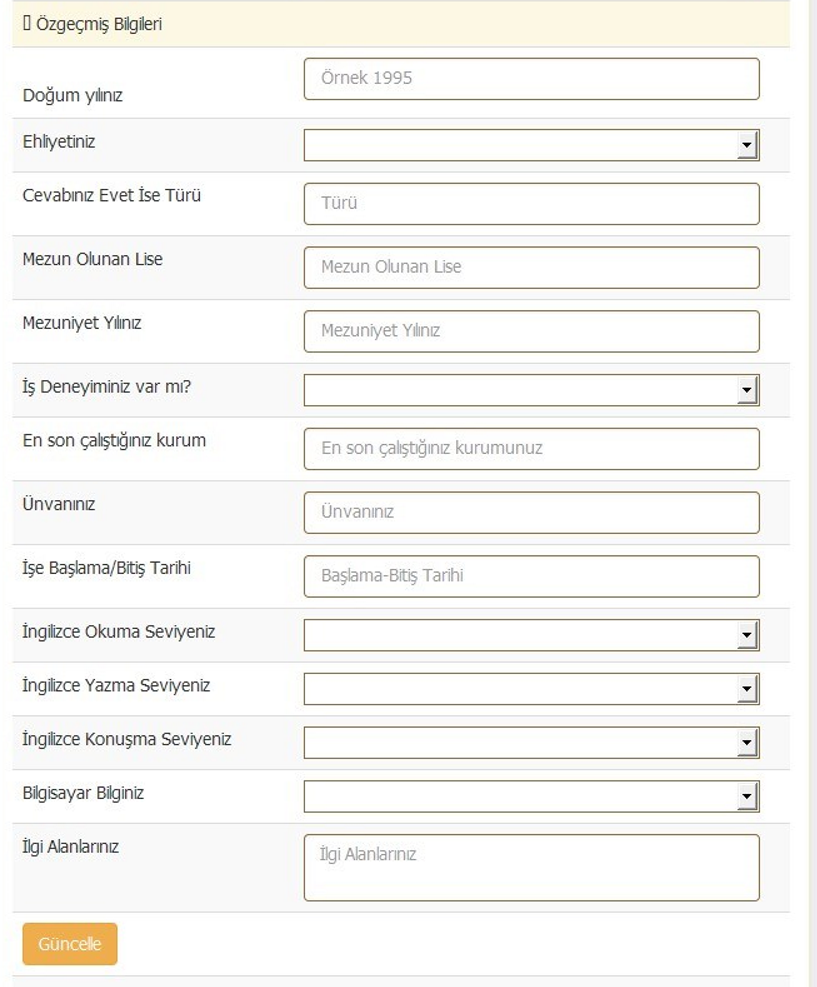 Özgeçmiş Bilgileri
Doğum yılınız
Örnek 1995
Ehliyetiniz
Cevabınız Evet İse Türü
Türü
Mezun Olunan Lise
Mezun Olunan Lise
Mezuniyet Yılınız
Mezuniyet Yılınız
İş Deneyiminiz var mı?
En son çalıştığınız kurum
En son çalıştığınız kurumunuz
Ünvanınız
Ünvanınız
İşe Başlama/Bitiş Tarihi
Başlama-Bitiş Tarihi
İngilizce Okuma Seviyeniz
İngilizce Yazma Seviyeniz
İngilizce Konuşma Seviyeniz
Bilgisayar Bilginiz
İlgi Alanlarınız
İlgi Alanlarınız
Güncelle